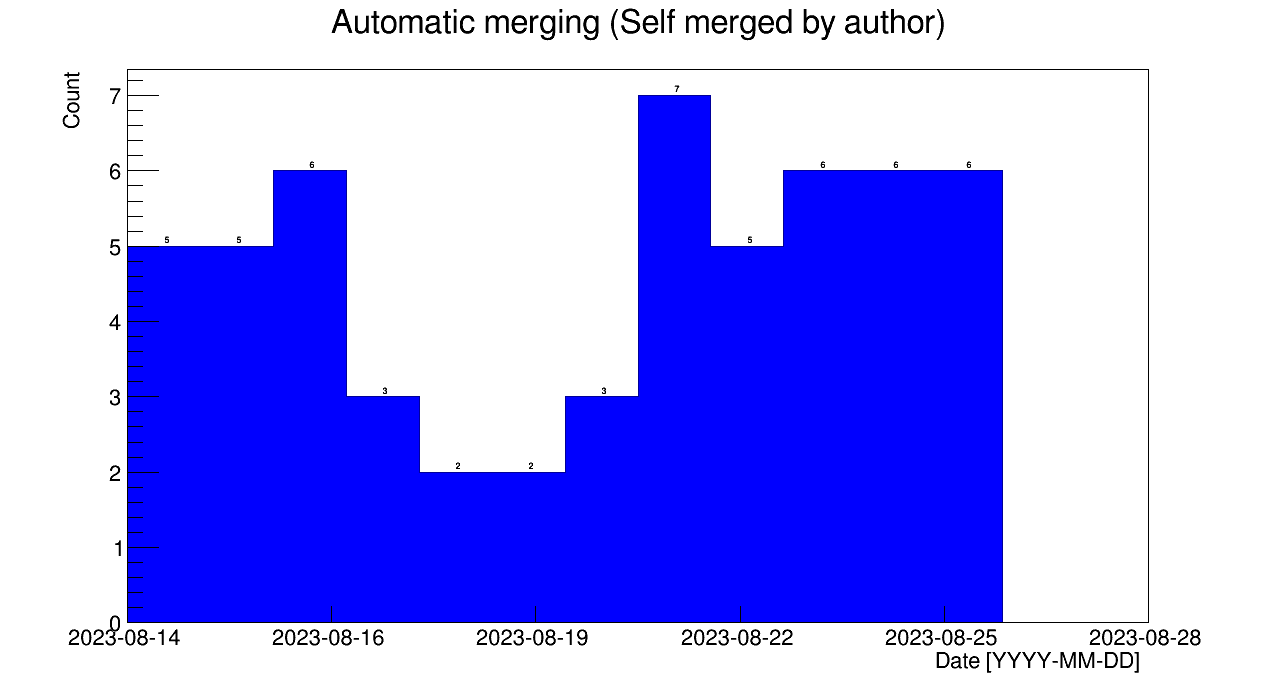 Automatic merging (Self merged by author)
Count
7
6
5
4
3
2
1
0
5 5 6 3 2 2 3 7 5 6 6 6
2023-08-14 2023-08-16 2023-08-19 2023-08-22 2023-08-25 2023-08-28
Date [YYYY-MM-DD]